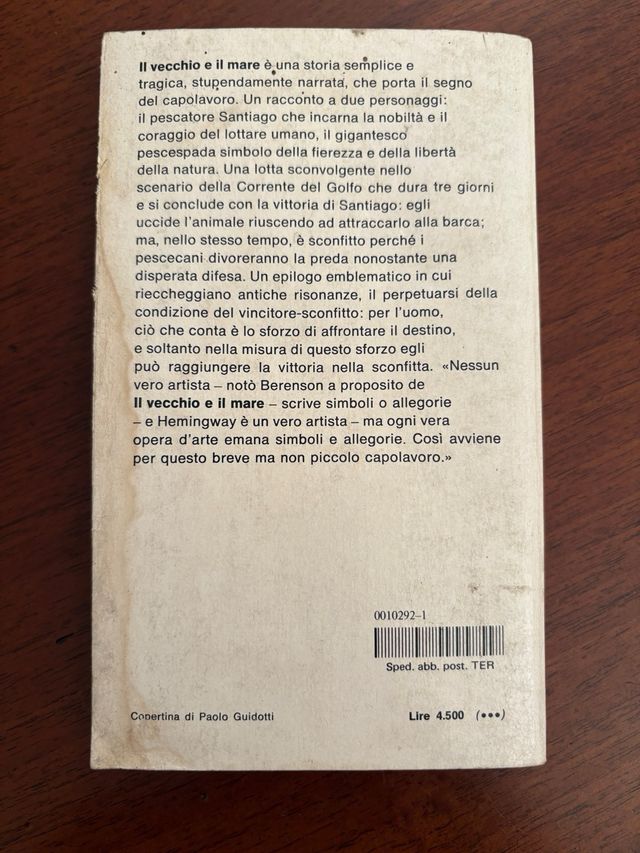 Il vecchio e il mare è una storia semplice e
tragica, stupendamente narrata, che porta il segno
del capolavoro. Un racconto a due personaggi:
il pescatore Santiago che incarna la nobiltà e il
coraggio del lottare umano, il gigantesco
pescespada simbolo della fierezza e della libertà
della natura. Una lotta sconvolgente nello
scenario della Corrente del Golfo che dura tre giorni
e si conclude con la vittoria di Santiago: egli
uccide l'animale riuscendo ad attraccarlo alla barca;
ma, nello stesso tempo, è sconfitto perché i
pescecani divoreranno la preda nonostante una
disperata difesa. Un epilogo emblematico in cui
rieccheggiano antiche risonanze, il perpetuarsi della
condizione del vincitore-sconfitto: per l'uomo,
ciò che conta è lo sforzo di affrontare il destino,
e soltanto nella misura di questo sforzo egli
può raggiungere la vittoria nella sconfitta. «Nessun
vero artista – notò Berenson a proposito de
Il vecchio e il mare – scrive simboli o allegorie
– e Hemingway è un vero artista – ma ogni vera
opera d'arte emana simboli e allegorie. Così avviene
per questo breve ma non piccolo capolavoro.»
0010292-1
Sped. abb. post. TER
Copertina di Paolo Guidotti
Lire 4.500 (•••)